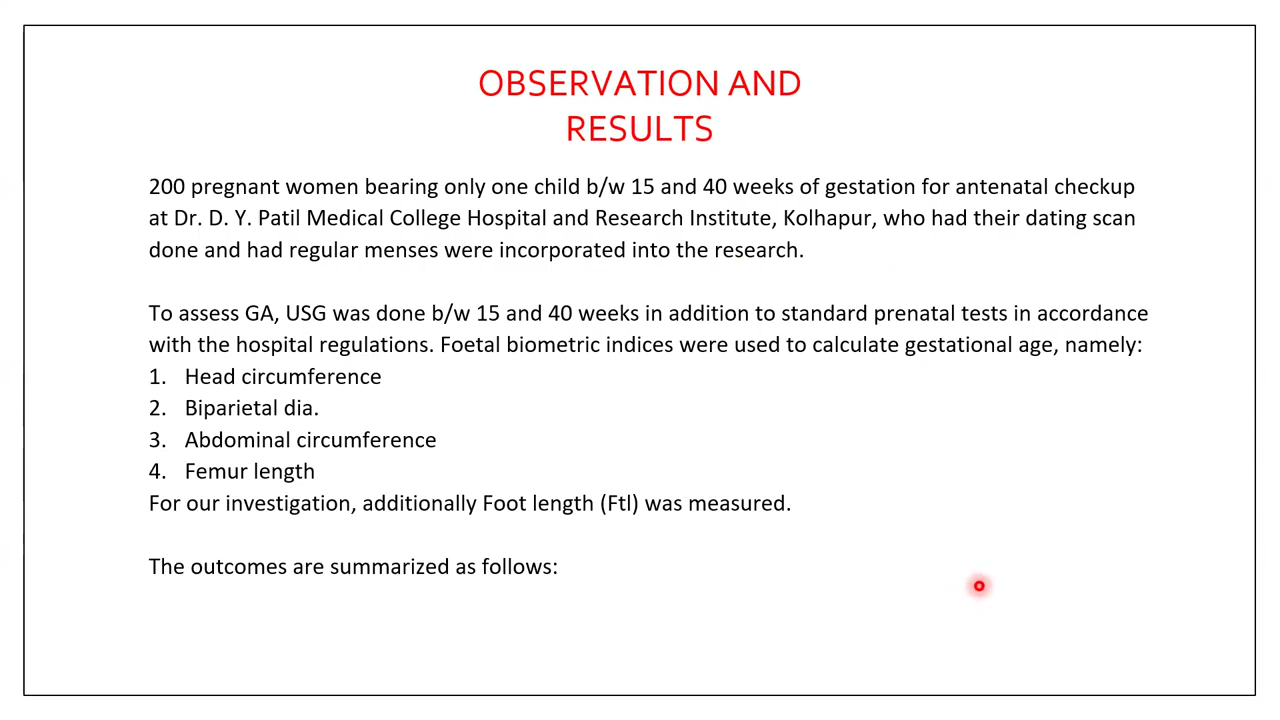 OBSERVATION AND
RESULTS
200 pregnant women bearing only one child b/w 15 and 40 weeks of gestation for antenatal checkup
at Dr. D. Y. Patil Medical College Hospital and Research Institute, Kolhapur, who had their dating scan
done and had regular menses were incorporated into the research.
To assess GA, USG was done b/w 15 and 40 weeks in addition to standard prenatal tests in accordance
with the hospital regulations. Foetal biometric indices were used to calculate gestational age, namely:
1. Head circumference
2. Biparietal dia.
3. Abdominal circumference
4. Femur length
For our investigation, additionally Foot length (Ftl) was measured.
The outcomes are summarized as follows: